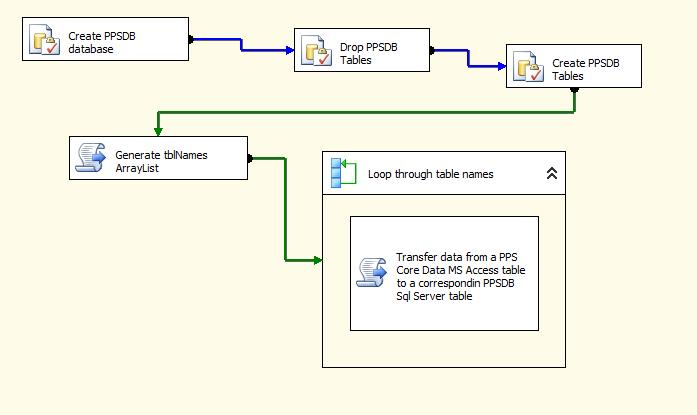 Create PPSDB
database
Drop PPSDB
Tables
Create PPSDB
Tables
Generate tblNames
ArrayList
Loop through table names
Transfer data from a PPS
Core Data MS Access table
to a correspondin PPSDB
Sql Server table